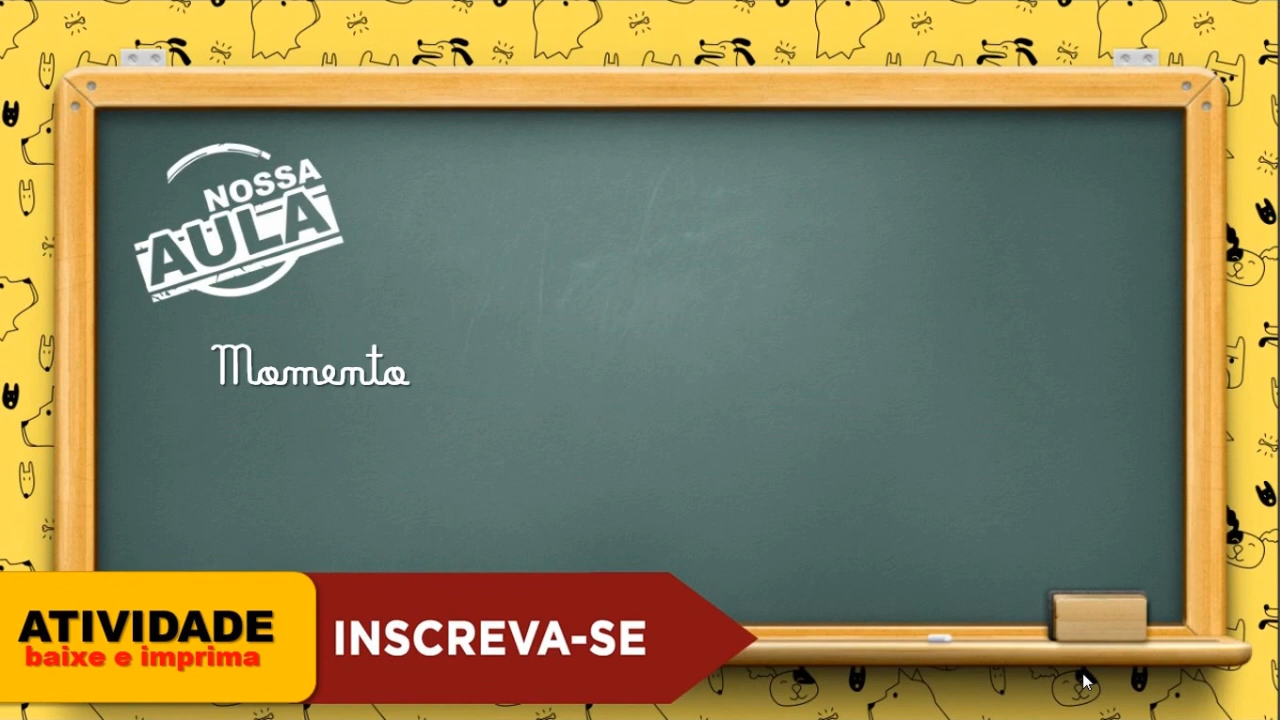 NOSSA
AULA
Momento
ATIVIDADE
baixe e imprima
INSCREVA-SE